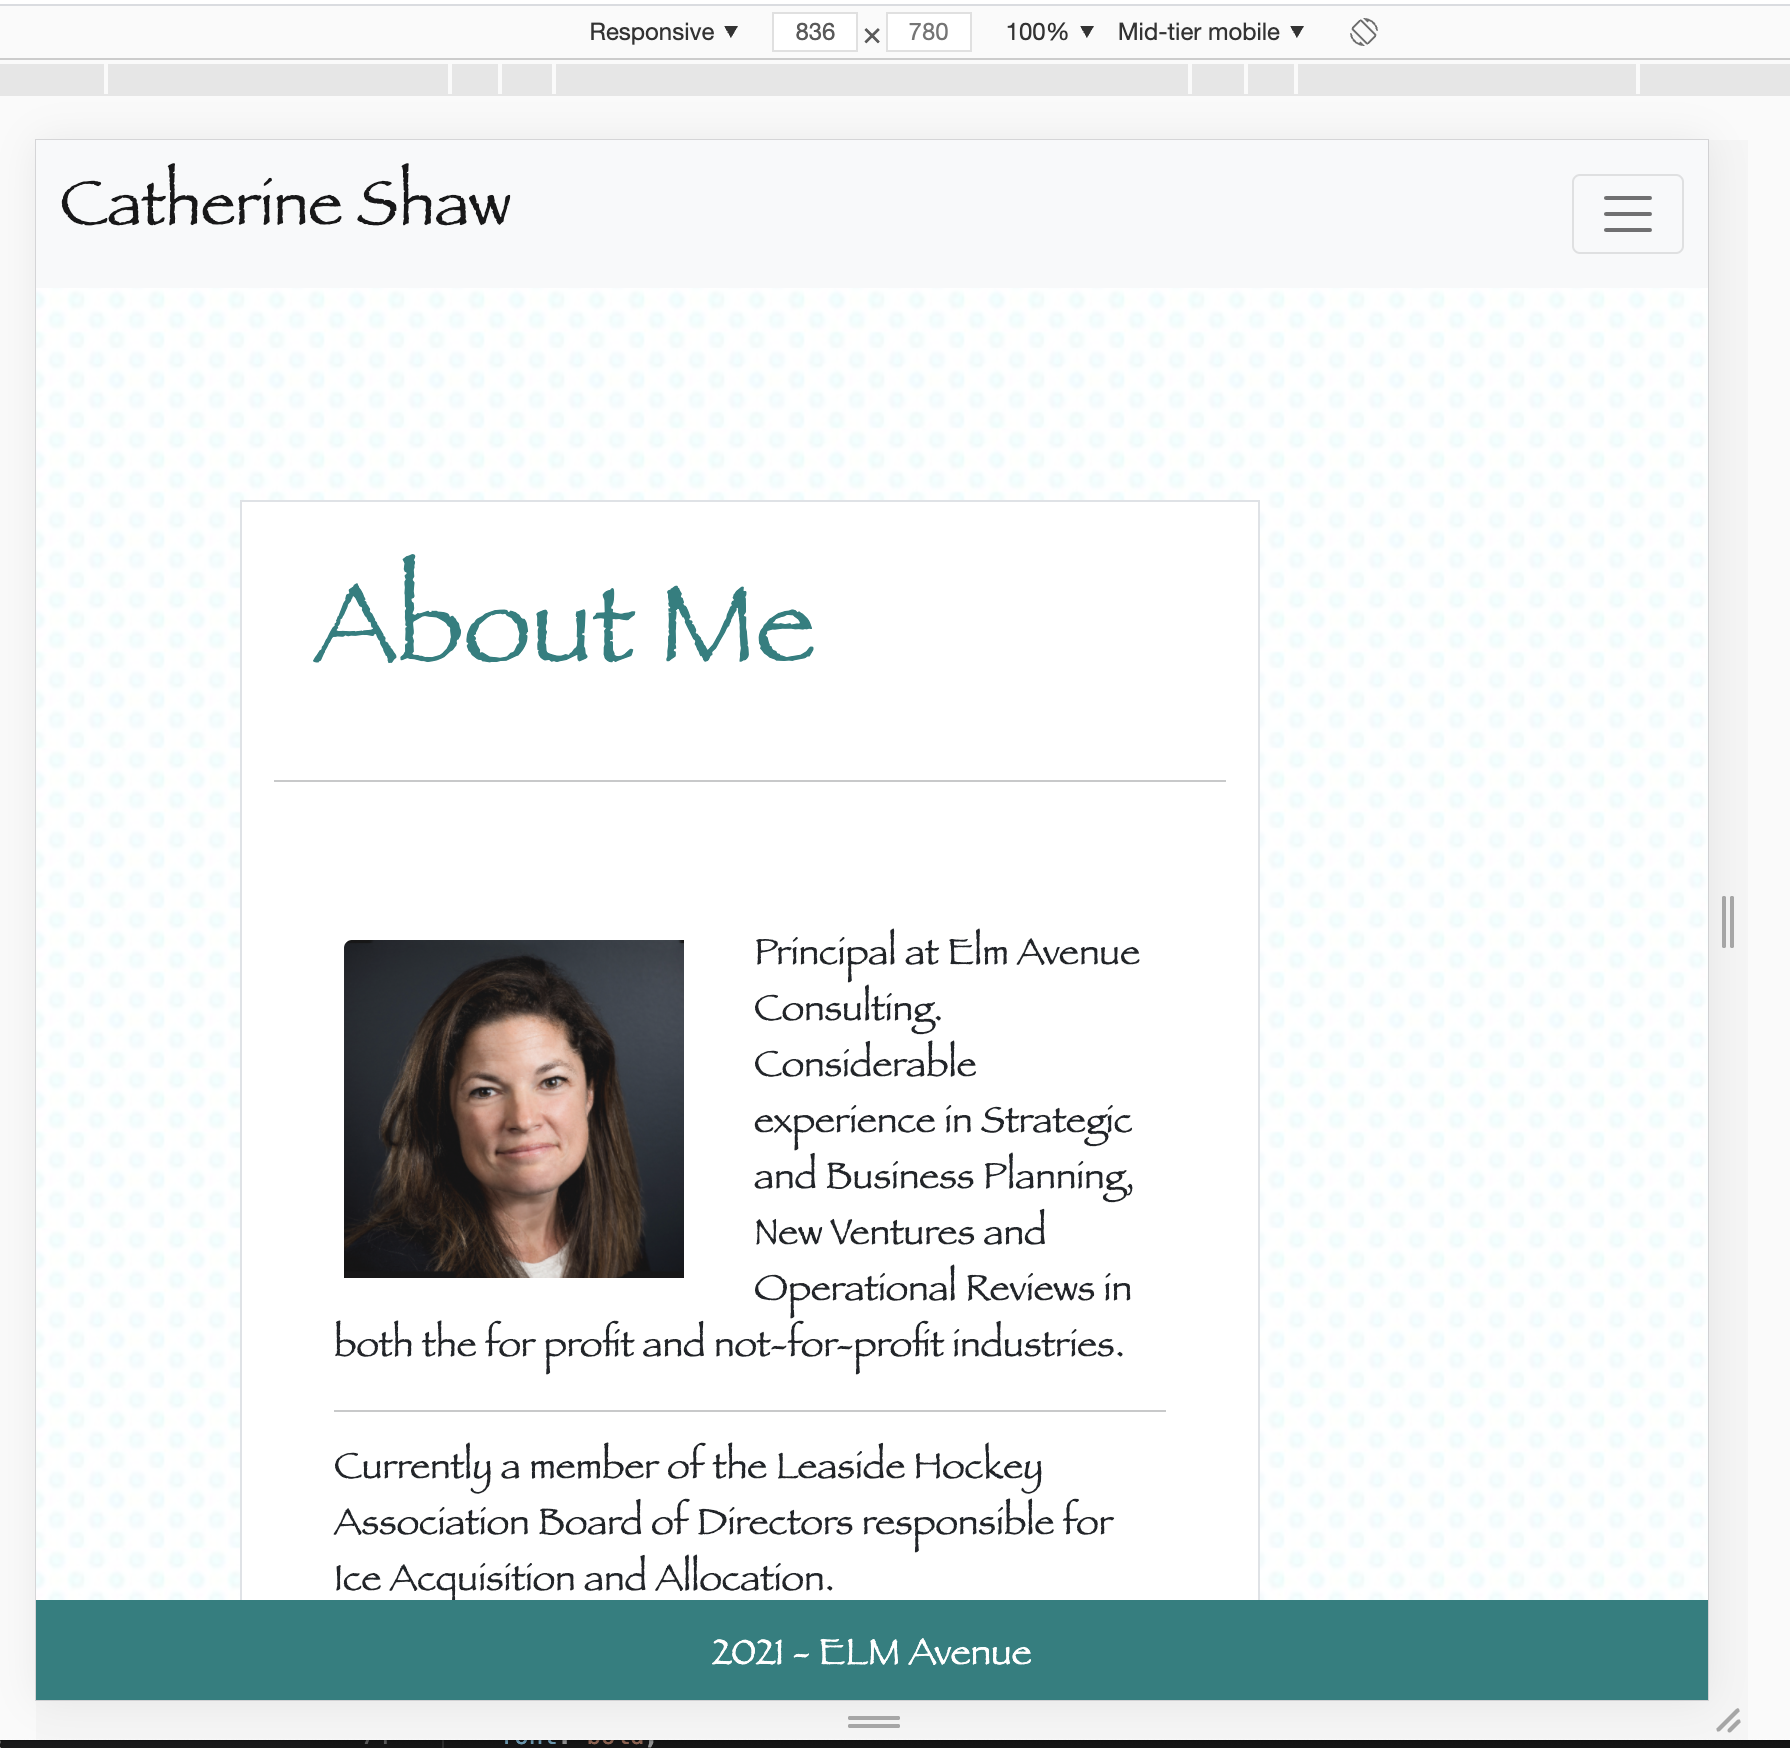 Responsive ▼ 836 × 780 100% ▼ Mid-tier mobile ▼
Catherine Shaw
About Me
Principal at Elm Avenue
Consulting.
Considerable
experience in Strategic
and Business Planning,
New Ventures and
Operational Reviews in
both the for profit and not-for-profit industries.
Currently a member of the Leaside Hockey
Association Board of Directors responsible for
Ice Acquisition and Allocation.
2021 - ELM Avenue